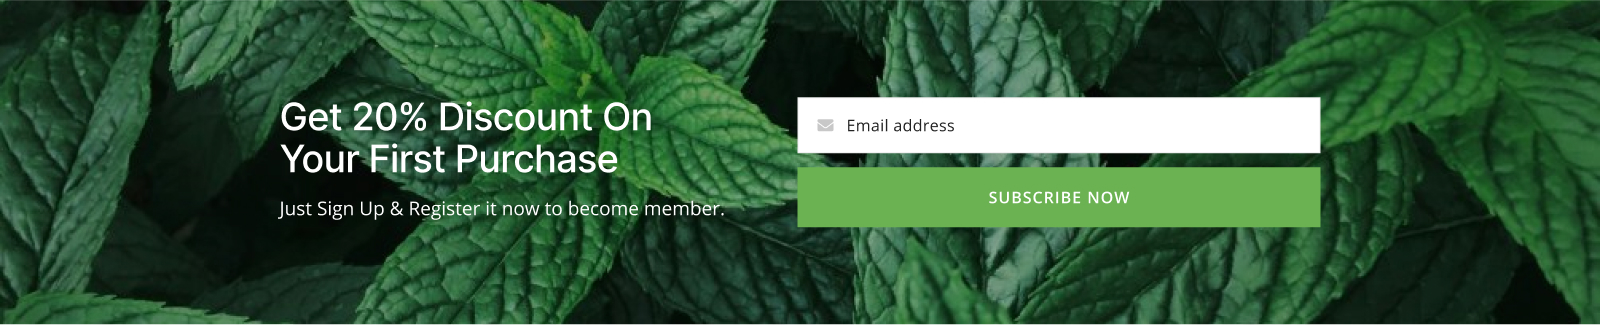 Get 20% Discount On
Your First Purchase
Just Sign Up & Register it now to become member.
Email address
SUBSCRIBE NOW